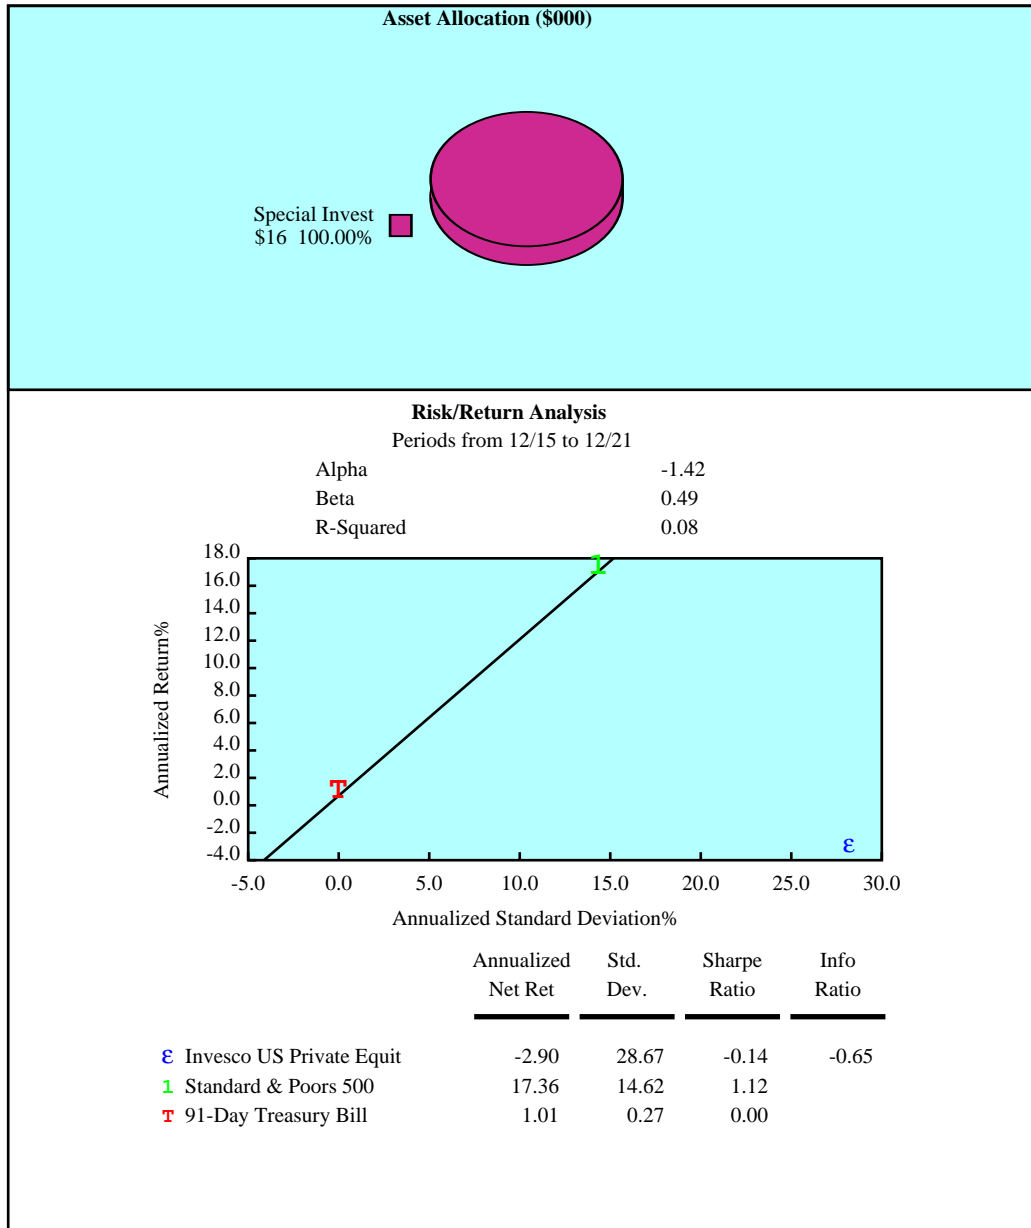 Asset Allocation ($000)
Special Invest
$16 100.00%
Risk/Return Analysis
Periods from 12/15 to 12/21
Alpha -1.42
Beta 0.49
R-Squared 0.08
18.0
16.0
14.0
12.0
10.0
8.0
6.0
4.0
2.0
0.0
-2.0
-4.0
Annualized Return%
1
T
ε
-5.0 0.0 5.0 10.0 15.0 20.0 25.0 30.0
Annualized Standard Deviation%
Annualized Std. Sharpe Info
Net Ret Dev. Ratio Ratio
ε Invesco US Private Equit -2.90 28.67 -0.14 -0.65
1 Standard & Poors 500 17.36 14.62 1.12
T 91-Day Treasury Bill 1.01 0.27 0.00